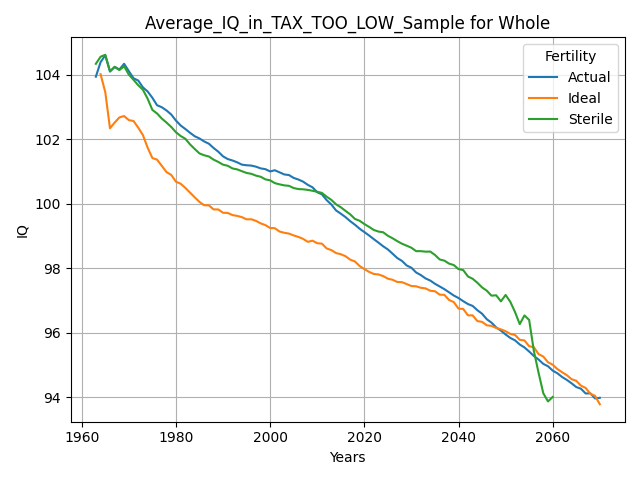 Average_IQ_in_TAX_TOO_LOW_Sample for Whole
Fertility
Actual
Ideal
Sterile
IQ
104
102
100
98
96
94
1960
1980
2000
2020
2040
2060
Years